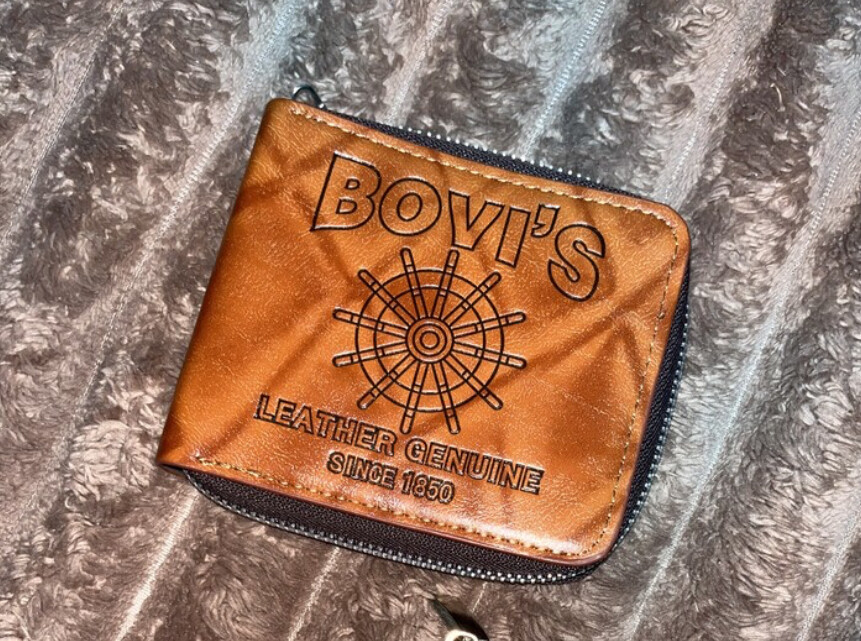 BOVI'S
LEATHER GENUINE
SINCE 1850